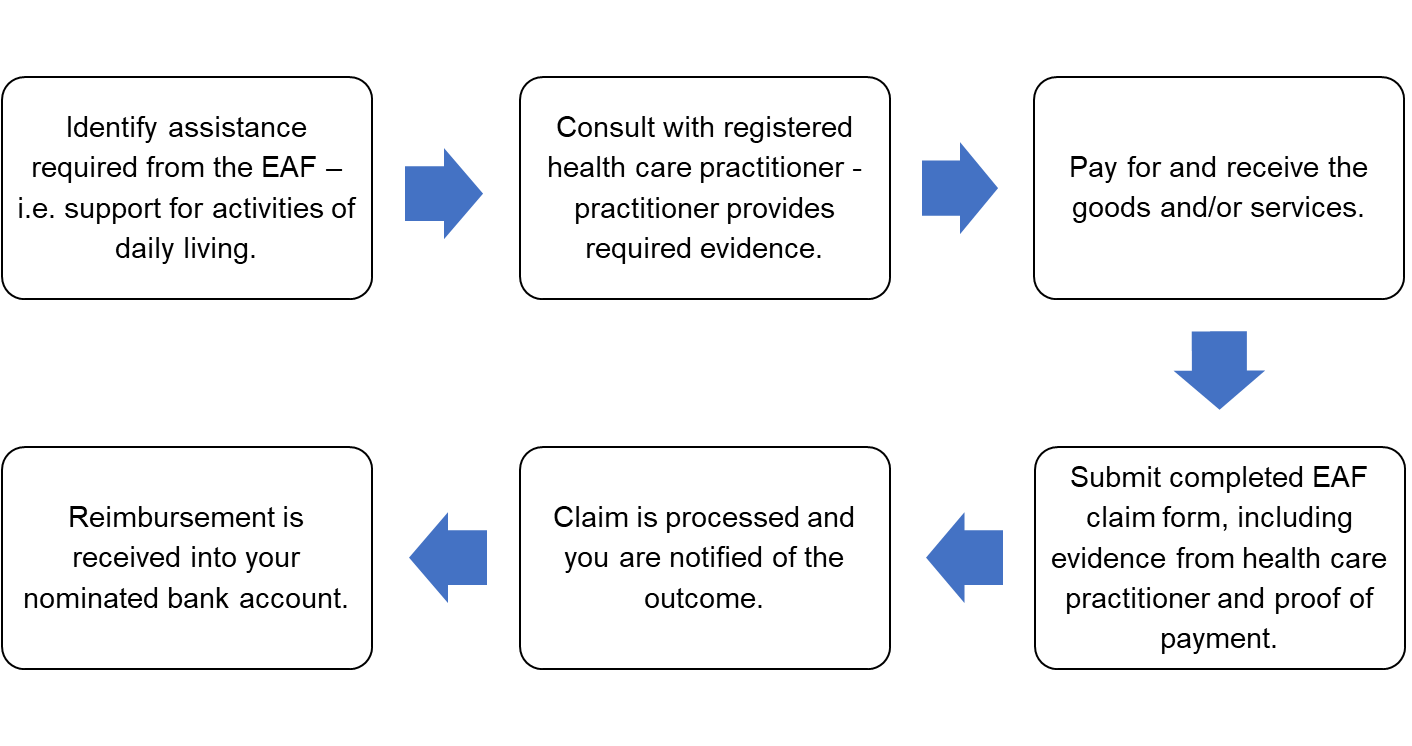 Identify assistance
required from the EAF –
i.e. support for activities of
daily living.
Consult with registered
health care practitioner -
practitioner provides
required evidence.
Pay for and receive the
goods and/or services.
Submit completed EAF
claim form, including
evidence from health care
practitioner and proof of
payment.
Claim is processed and
you are notified of the
outcome.
Reimbursement is
received into your
nominated bank account.